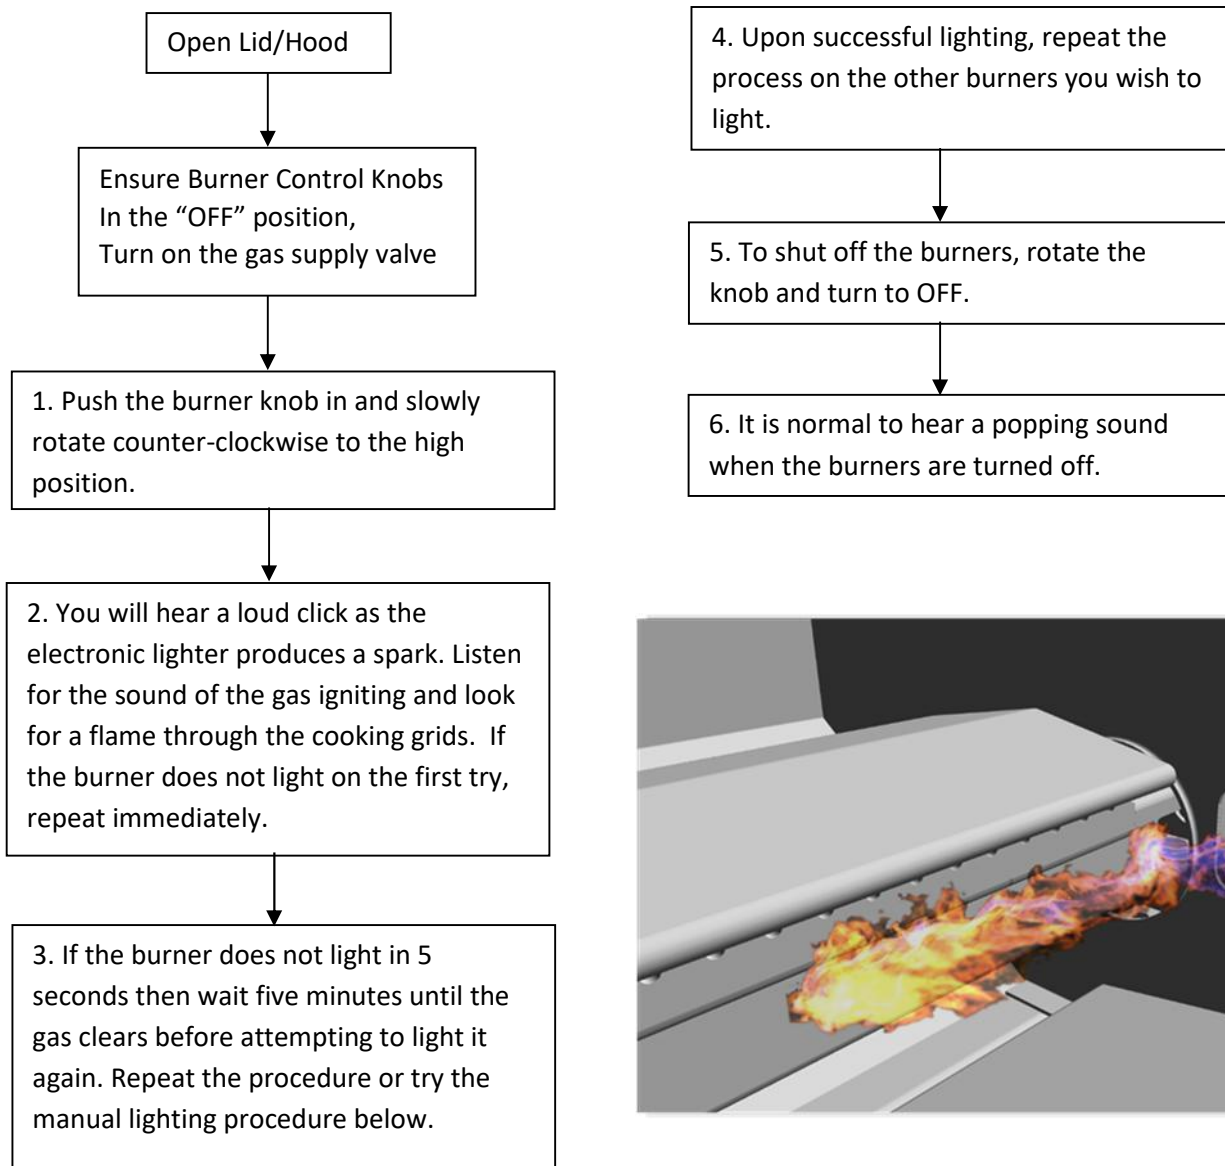 Open Lid/Hood
Ensure Burner Control Knobs
In the “OFF” position,
Turn on the gas supply valve
1. Push the burner knob in and slowly
rotate counter-clockwise to the high
position.
2. You will hear a loud click as the
electronic lighter produces a spark. Listen
for the sound of the gas igniting and look
for a flame through the cooking grids.  If
the burner does not light on the first try,
repeat immediately.
3. If the burner does not light in 5
seconds then wait five minutes until the
gas clears before attempting to light it
again. Repeat the procedure or try the
manual lighting procedure below.
4. Upon successful lighting, repeat the
process on the other burners you wish to
light.
5. To shut off the burners, rotate the
knob and turn to OFF.
6. It is normal to hear a popping sound
when the burners are turned off.